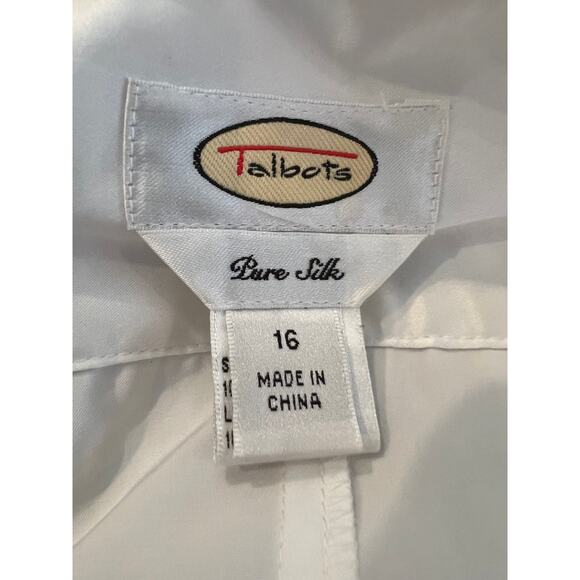 Talbots
Pure Silk
16
MADE IN
CHINA